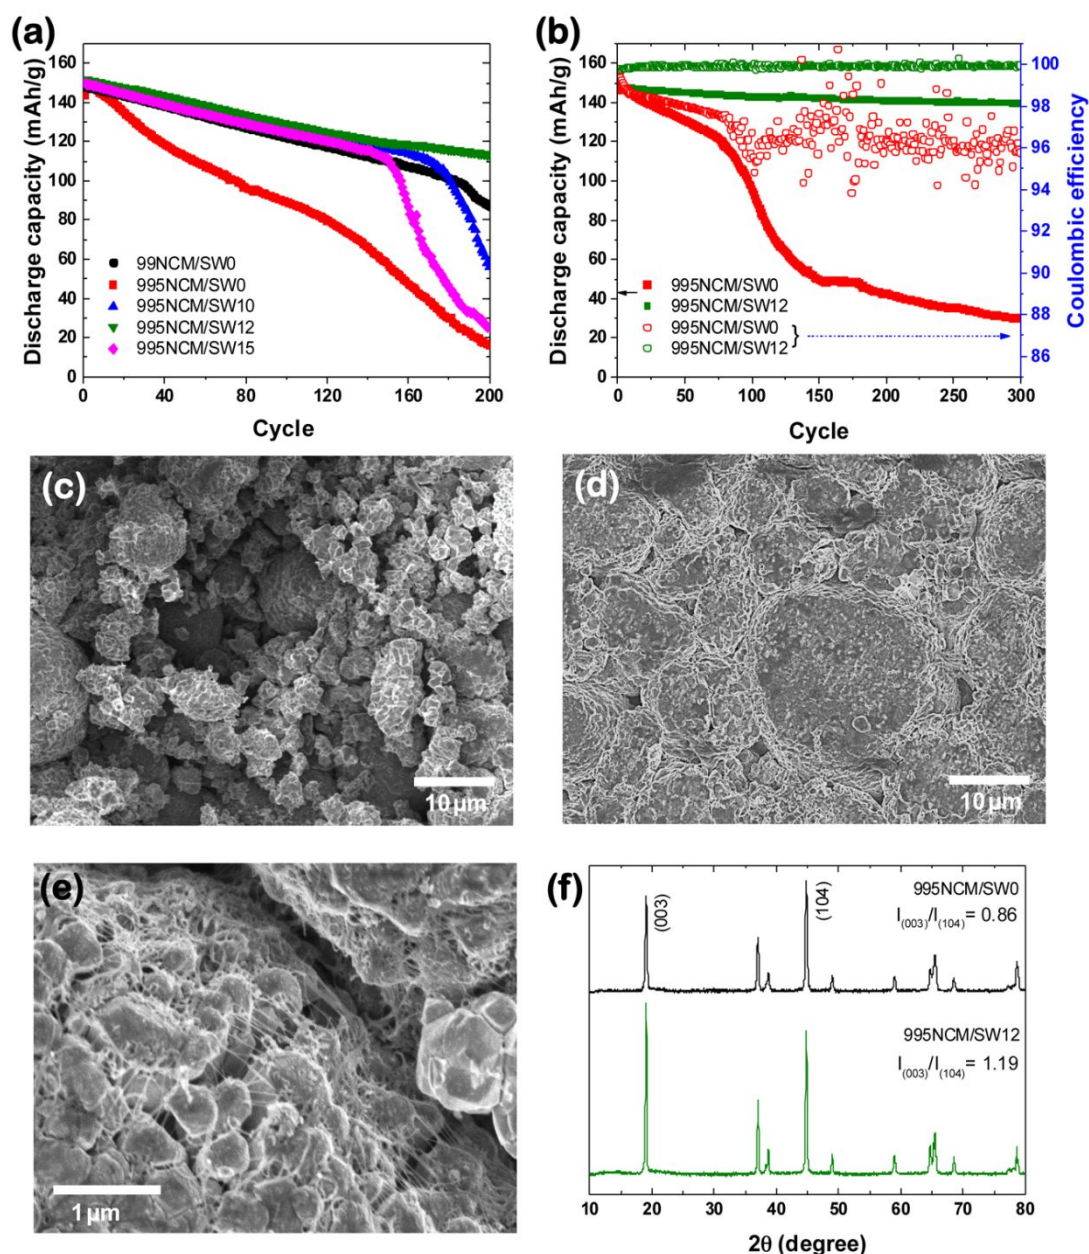 (a)
Discharge capacity (mAh/g)
160
140
120
100
80
60
40
20
0
99NCM/SW0
995NCM/SW0
995NCM/SW10
995NCM/SW12
995NCM/SW15
0 40 80 120 160 200
Cycle
(b)
Discharge capacity (mAh/g)
160
140
120
100
80
60
40
20
0
995NCM/SW0
995NCM/SW12
995NCM/SW0
995NCM/SW12
}
100
98
96
94
92
90
88
86
Coulombic efficiency
0 50 100 150 200 250 300
Cycle
(c)
10 μm
(d)
10 μm
(e)
1 μm
(f)
(003)
(104)
995NCM/SW0
I(003)/I(104)= 0.86
995NCM/SW12
I(003)/I(104)= 1.19
10 20 30 40 50 60 70 80
2θ (degree)